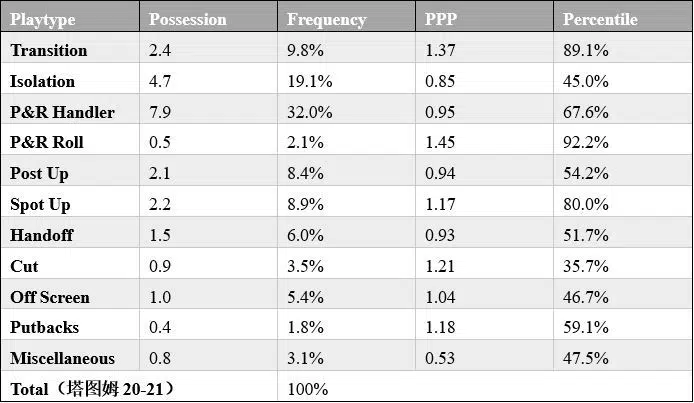 Playtype Possession Frequency PPP Percentile
Transition 2.4 9.8% 1.37 89.1%
Isolation 4.7 19.1% 0.85 45.0%
P&R Handler 7.9 32.0% 0.95 67.6%
P&R Roll 0.5 2.1% 1.45 92.2%
Post Up 2.1 8.4% 0.94 54.2%
Spot Up 2.2 8.9% 1.17 80.0%
Handoff 1.5 6.0% 0.93 51.7%
Cut 0.9 3.5% 1.21 35.7%
Off Screen 1.0 5.4% 1.04 46.7%
Putbacks 0.4 1.8% 1.18 59.1%
Miscellaneous 0.8 3.1% 0.53 47.5%
Total（塔图姆 20-21） 100%